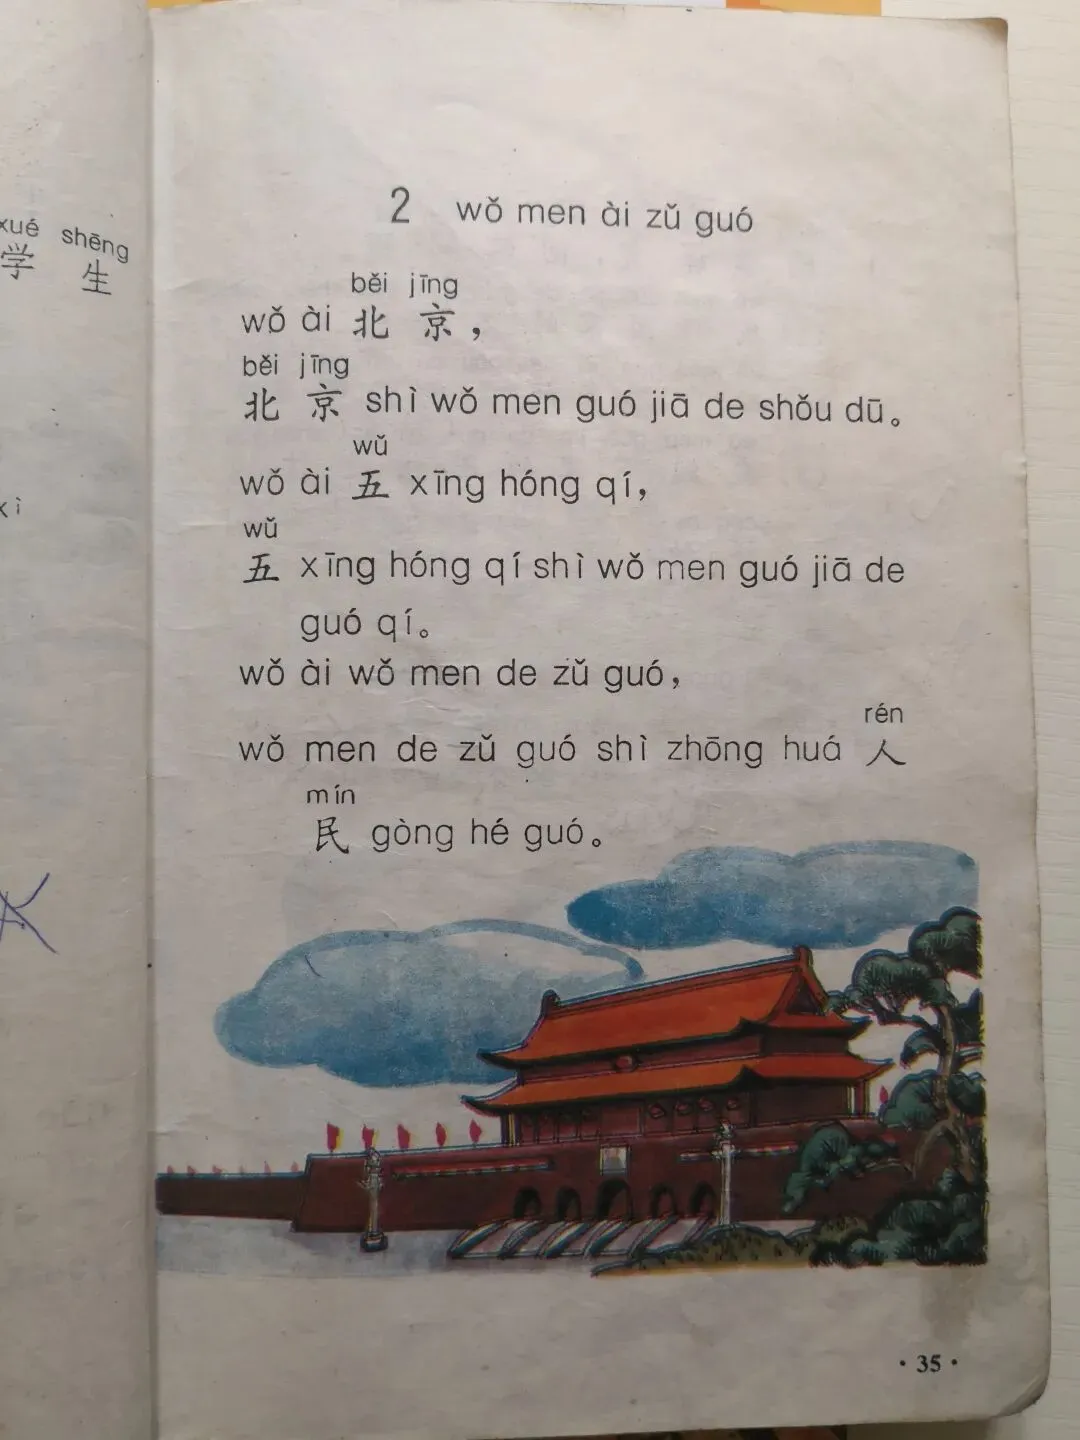 xué shēng
学 生
xì
2 wǒ men ài zǔ guó
běi jīng
wǒ ài 北 京，
běi jīng
北 京 shì wǒ men guó jiā de shǒu dū。
wǔ
wǒ ài 五 xīng hóng qí，
wǔ
五 xīng hóng qí shì wǒ men guó jiā de
guó qí。
wǒ ài wǒ men de zǔ guó，
rén
wǒ men de zǔ guó shì zhōng huá 人
mín
民 gòng hé guó。
·35·